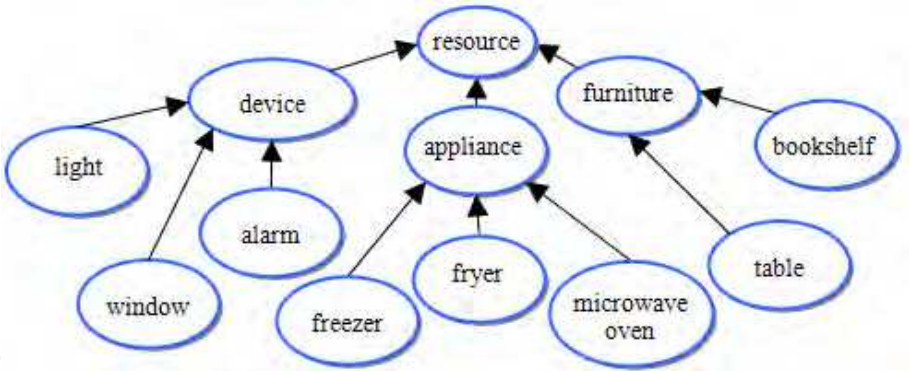 resource
device
furniture
light
appliance
bookshelf
alarm
window
freezer
fryer
microwave
oven
table